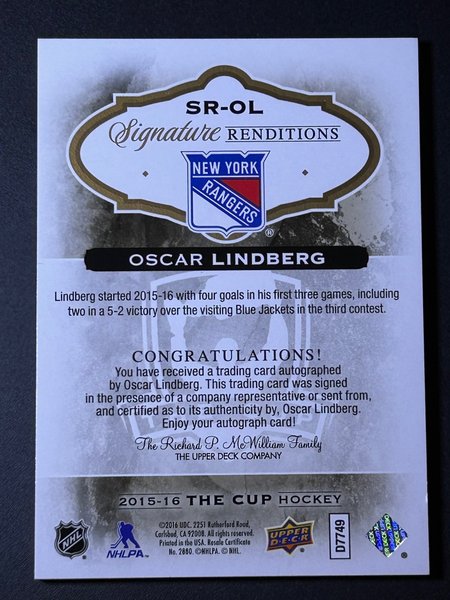 SR-OL
Signature RENDITIONS
NEW YORK
RANGERS
®
OSCAR LINDBERG
Lindberg started 2015-16 with four goals in his first three games, including
two in a 5-2 victory over the visiting Blue Jackets in the third contest.
CONGRATULATIONS!
You have received a trading card autographed
by Oscar Lindberg. This trading card was signed
in the presence of a company representative or sent from,
and certified as to its authenticity by, Oscar Lindberg.
Enjoy your autograph card!
The Richard P. McWilliam Family
THE UPPER DECK COMPANY
2015-16 THE CUP HOCKEY
©2016 UDC. 2251 Rutherford Road,
Carlsbad, CA 92008. All rights reserved.
Printed in the USA. Resale Certificate
No. 2880. ©NHLPA. © NHL.
NHL
NHLPA
UPPER
DECK
D7749